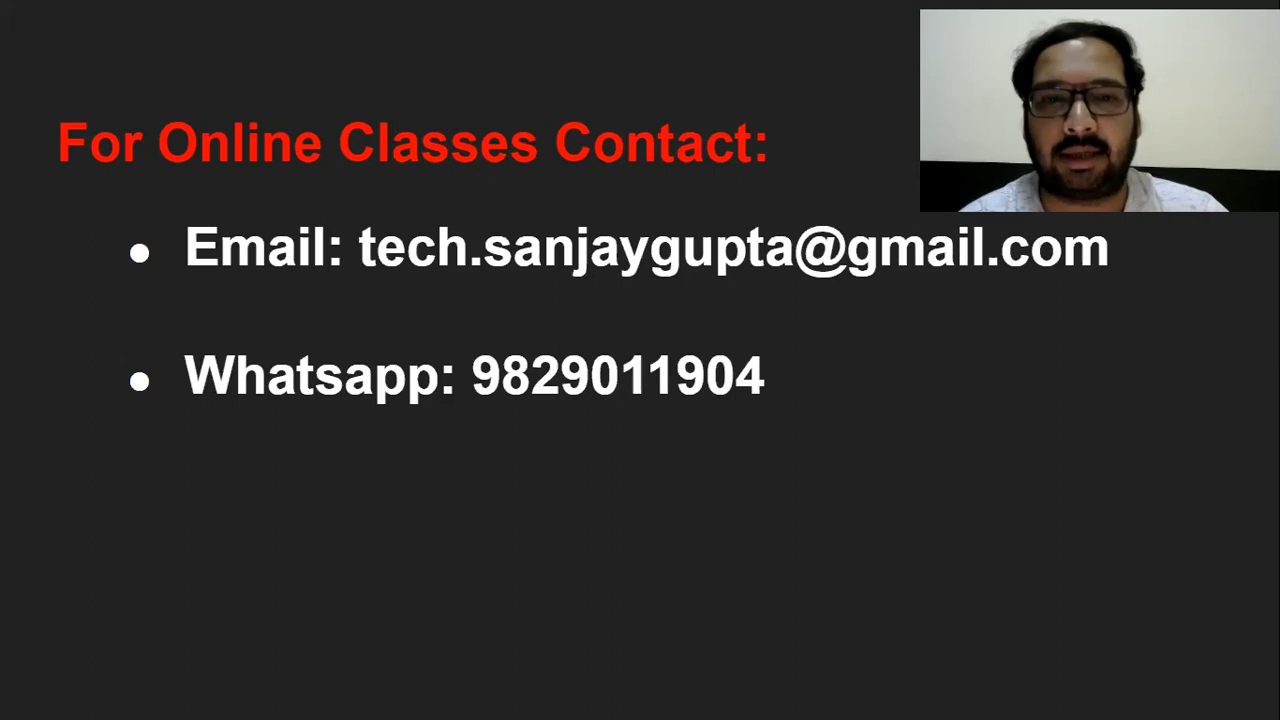 For Online Classes Contact:
● Email: tech.sanjaygupta@gmail.com
● Whatsapp: 9829011904